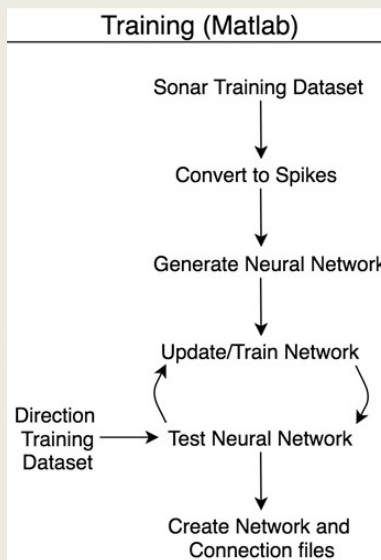 Training (Matlab)
Sonar Training Dataset
Convert to Spikes
Generate Neural Network
Update/Train Network
Direction
Training
Dataset
Test Neural Network
Create Network and
Connection files